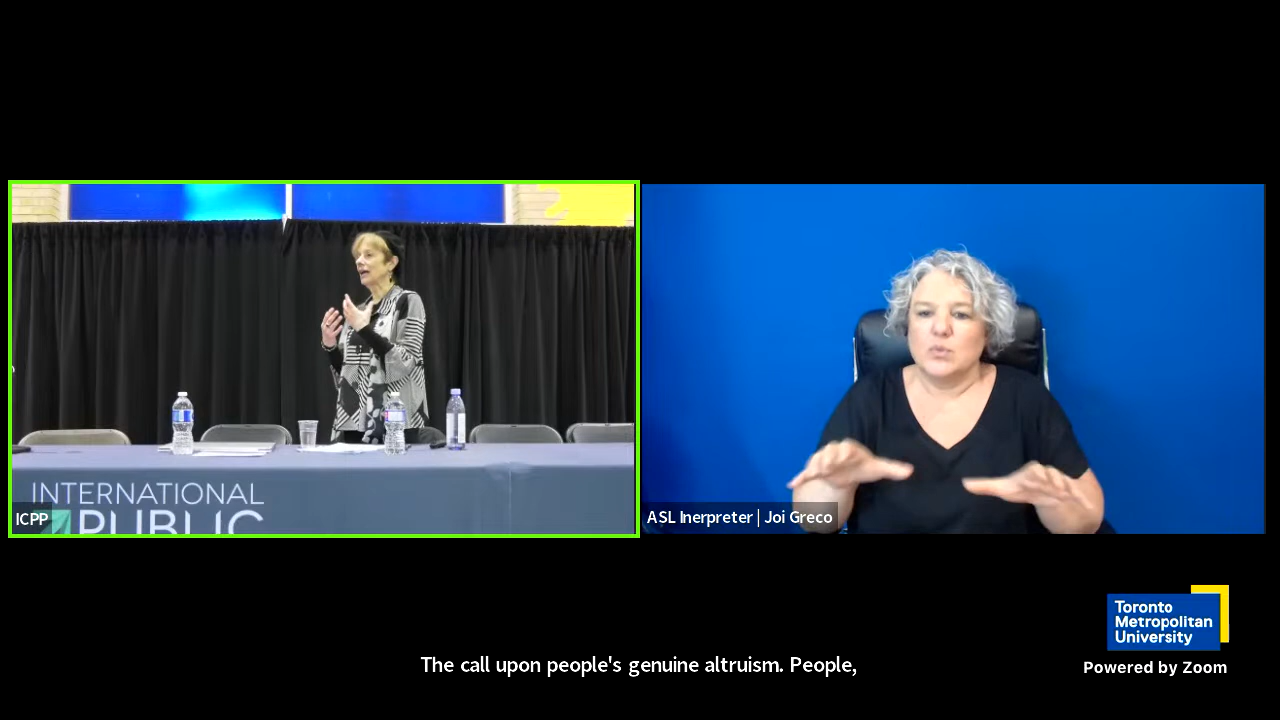 INTERNATIONAL
PUBLIC
ICPP
ASL Inerpreter | Joi Greco
Toronto
Metropolitan
University
Powered by Zoom
The call upon people's genuine altruism. People,